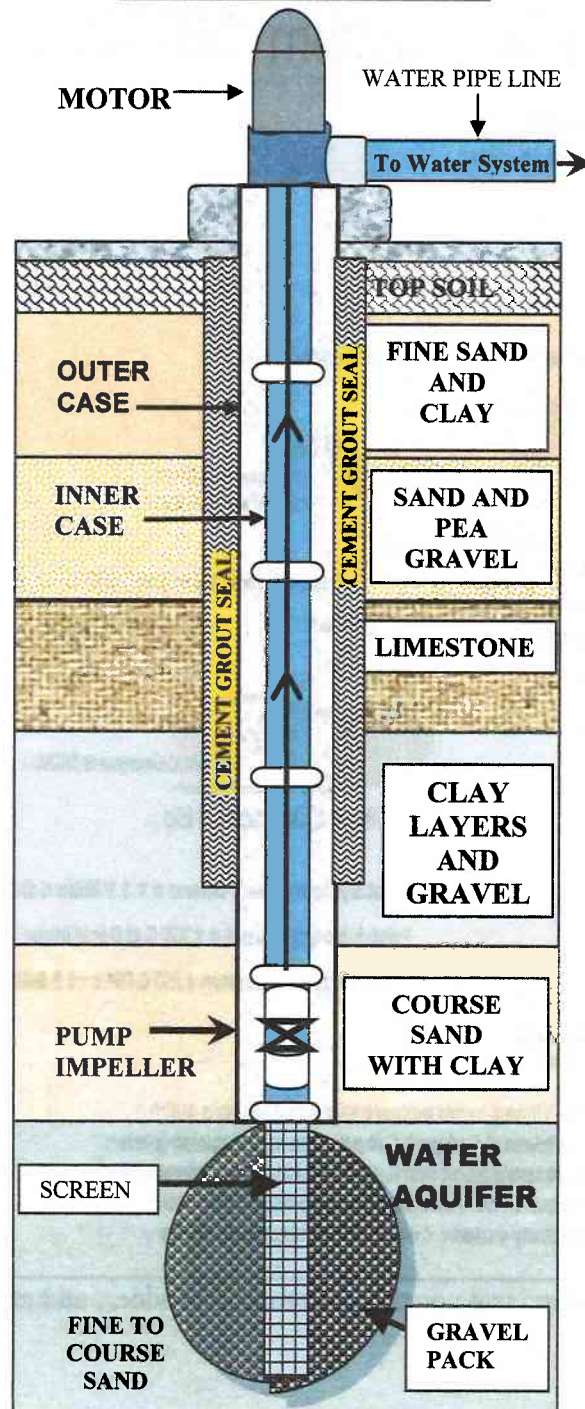 MOTOR
WATER PIPE LINE
To Water System
TOP SOIL
OUTER
CASE
FINE SAND
AND
CLAY
CEMENT GROUT SEAL
INNER
CASE
SAND AND
PEA
GRAVEL
LIMESTONE
CEMENT GROUT SEAL
CLAY
LAYERS
AND
GRAVEL
PUMP
IMPELLER
COURSE
SAND
WITH CLAY
WATER
AQUIFER
SCREEN
FINE TO
COURSE
SAND
GRAVEL
PACK